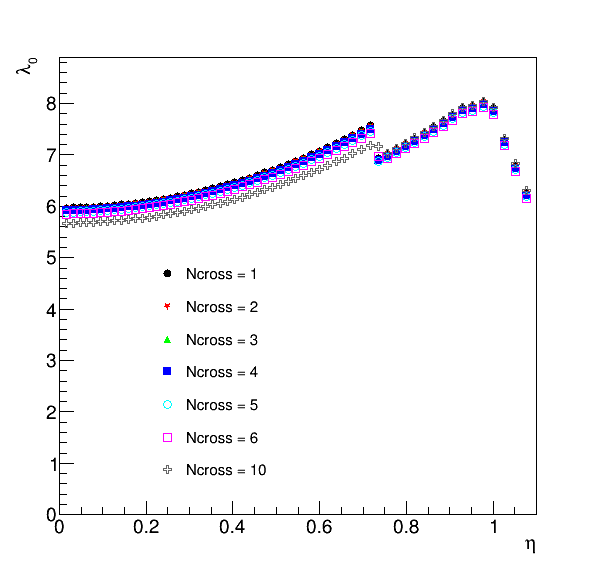 λ0
8
7
6
5
4
3
2
1
0
Ncross = 1
Ncross = 2
Ncross = 3
Ncross = 4
Ncross = 5
Ncross = 6
Ncross = 10
0 0.2 0.4 0.6 0.8 1
η